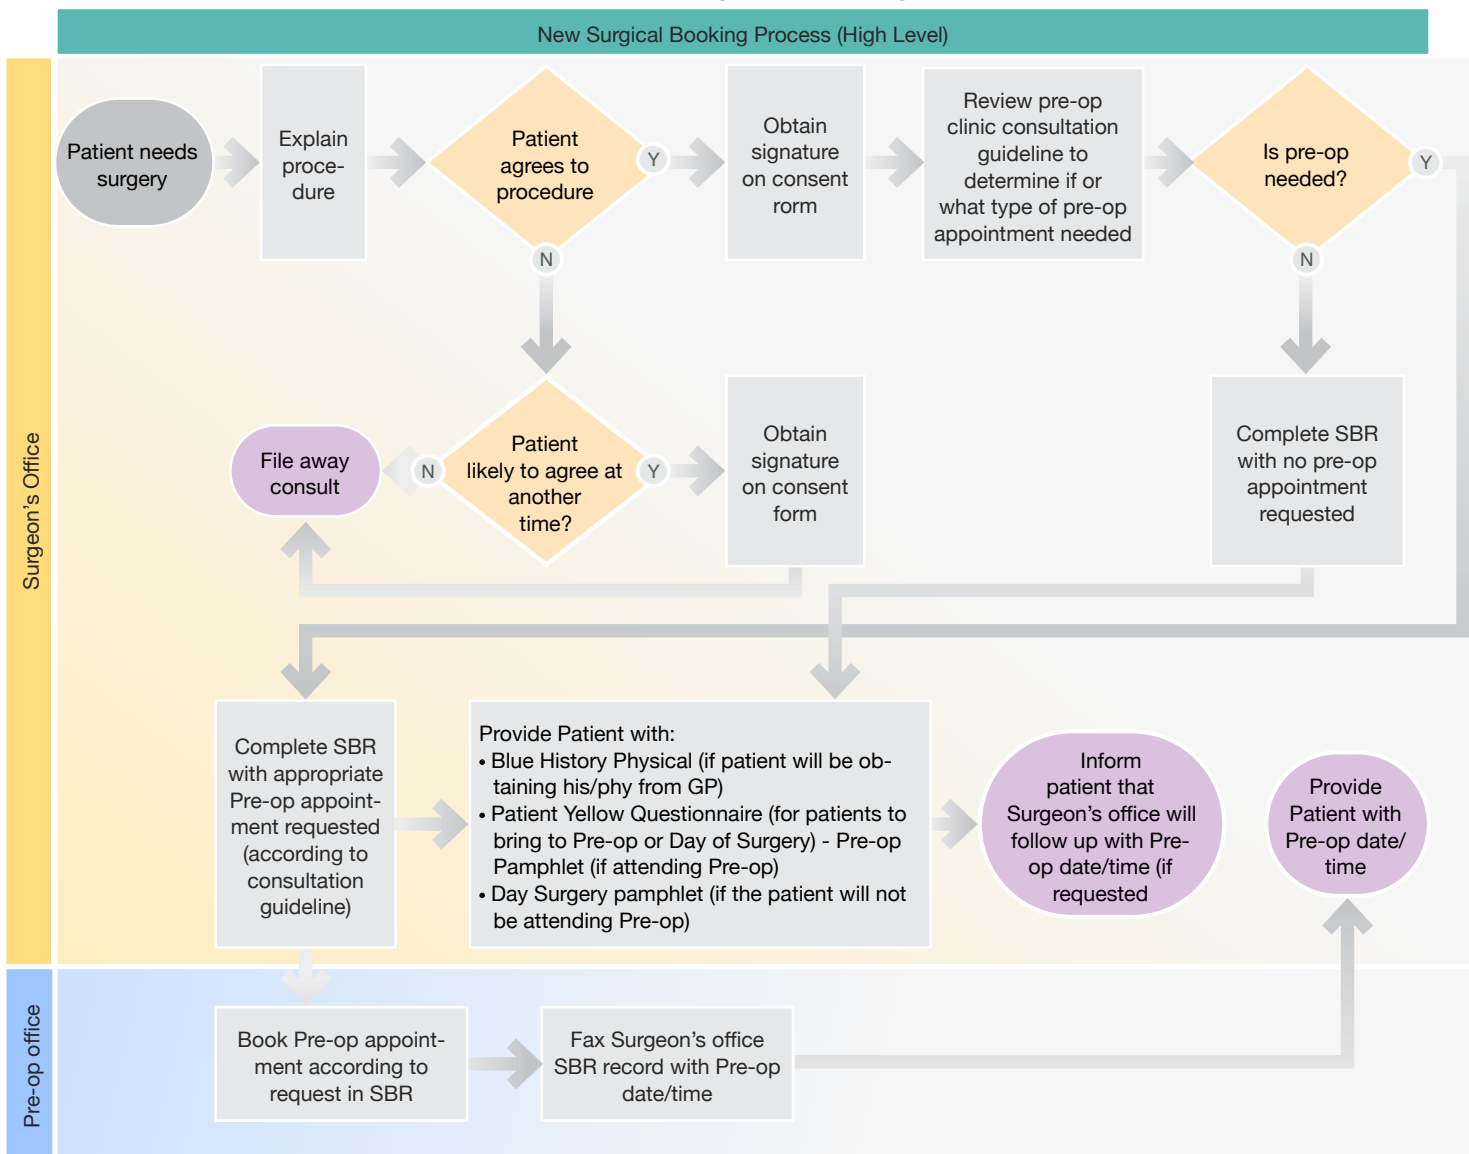 New Surgical Booking Process (High Level)
Surgeon's Office
Patient needs
surgery
Explain
proce-
dure
Patient
agrees to
procedure
Y
N
Obtain
signature
on consent
rorm
Review pre-op
clinic consultation
guideline to
determine if or
what type of pre-op
appointment needed
Is pre-op
needed?
Y
N
File away
consult
N
Patient
likely to agree at
another
time?
Y
Obtain
signature
on consent
form
Complete SBR
with no pre-op
appointment
requested
Complete SBR
with appropriate
Pre-op appoint-
ment requested
(according to
consultation
guideline)
Provide Patient with:
• Blue History Physical (if patient will be ob-
taining his/phy from GP)
• Patient Yellow Questionnaire (for patients to
bring to Pre-op or Day of Surgery) - Pre-op
Pamphlet (if attending Pre-op)
• Day Surgery pamphlet (if the patient will not
be attending Pre-op)
Inform
patient that
Surgeon's office will
follow up with Pre-
op date/time (if
requested
Provide
Patient with
Pre-op date/
time
Pre-op office
Book Pre-op appoint-
ment according to
request in SBR
Fax Surgeon's office
SBR record with Pre-op
date/time